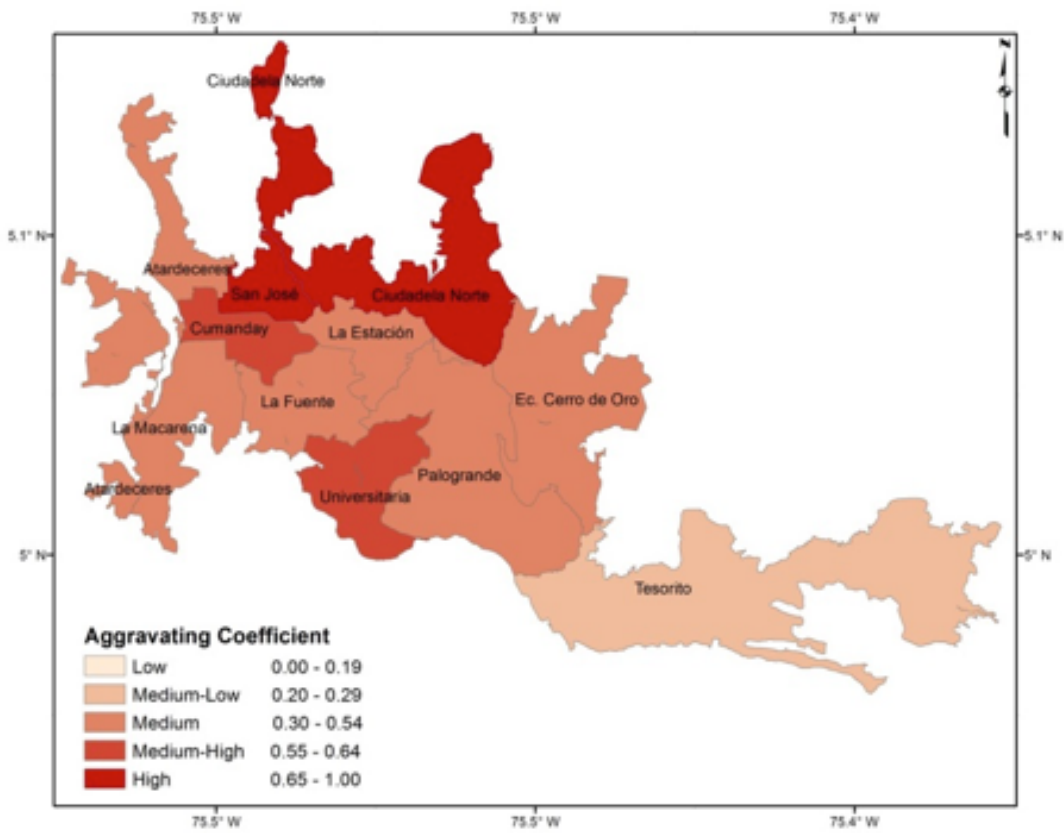 75.5° W 75.5° W 75.4° W
Ciudadela Norte
5.1° N 5.1° N
Atardeceres
San José Ciudadela Norte
Cumanday La Estación
La Fuente Ec. Cerro de Oro
La Macarena
Palogrande
Atardeceres Universitaria
5° N 5° N
Tesorito
Aggravating Coefficient
Low 0.00 - 0.19
Medium-Low 0.20 - 0.29
Medium 0.30 - 0.54
Medium-High 0.55 - 0.64
High 0.65 - 1.00
75.5° W 75.5° W 75.4° W